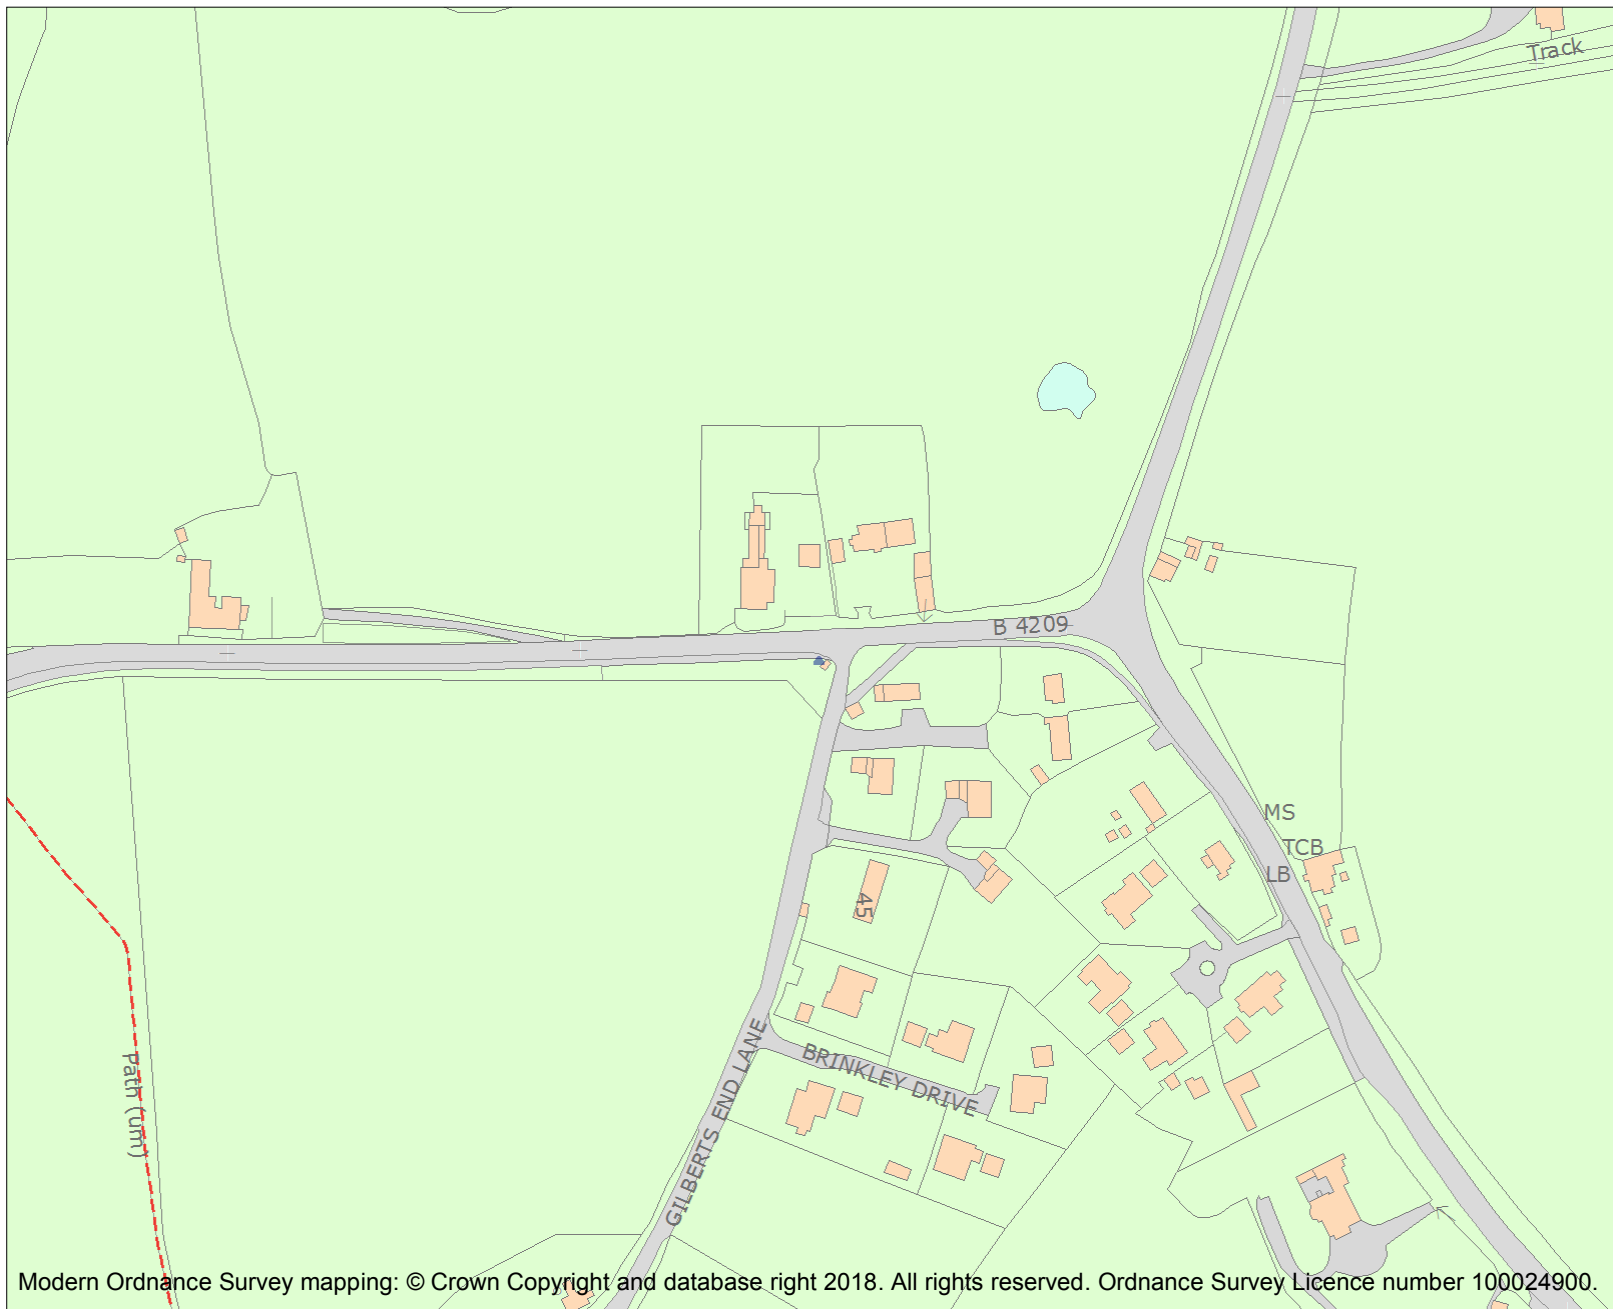 Track
B 4209
MS
TCB
LB
45
BRINKLEY DRIVE
GILBERTS END LANE
Path (um)
Modern Ordnance Survey mapping: © Crown Copyright and database right 2018. All rights reserved. Ordnance Survey Licence number 100024900.